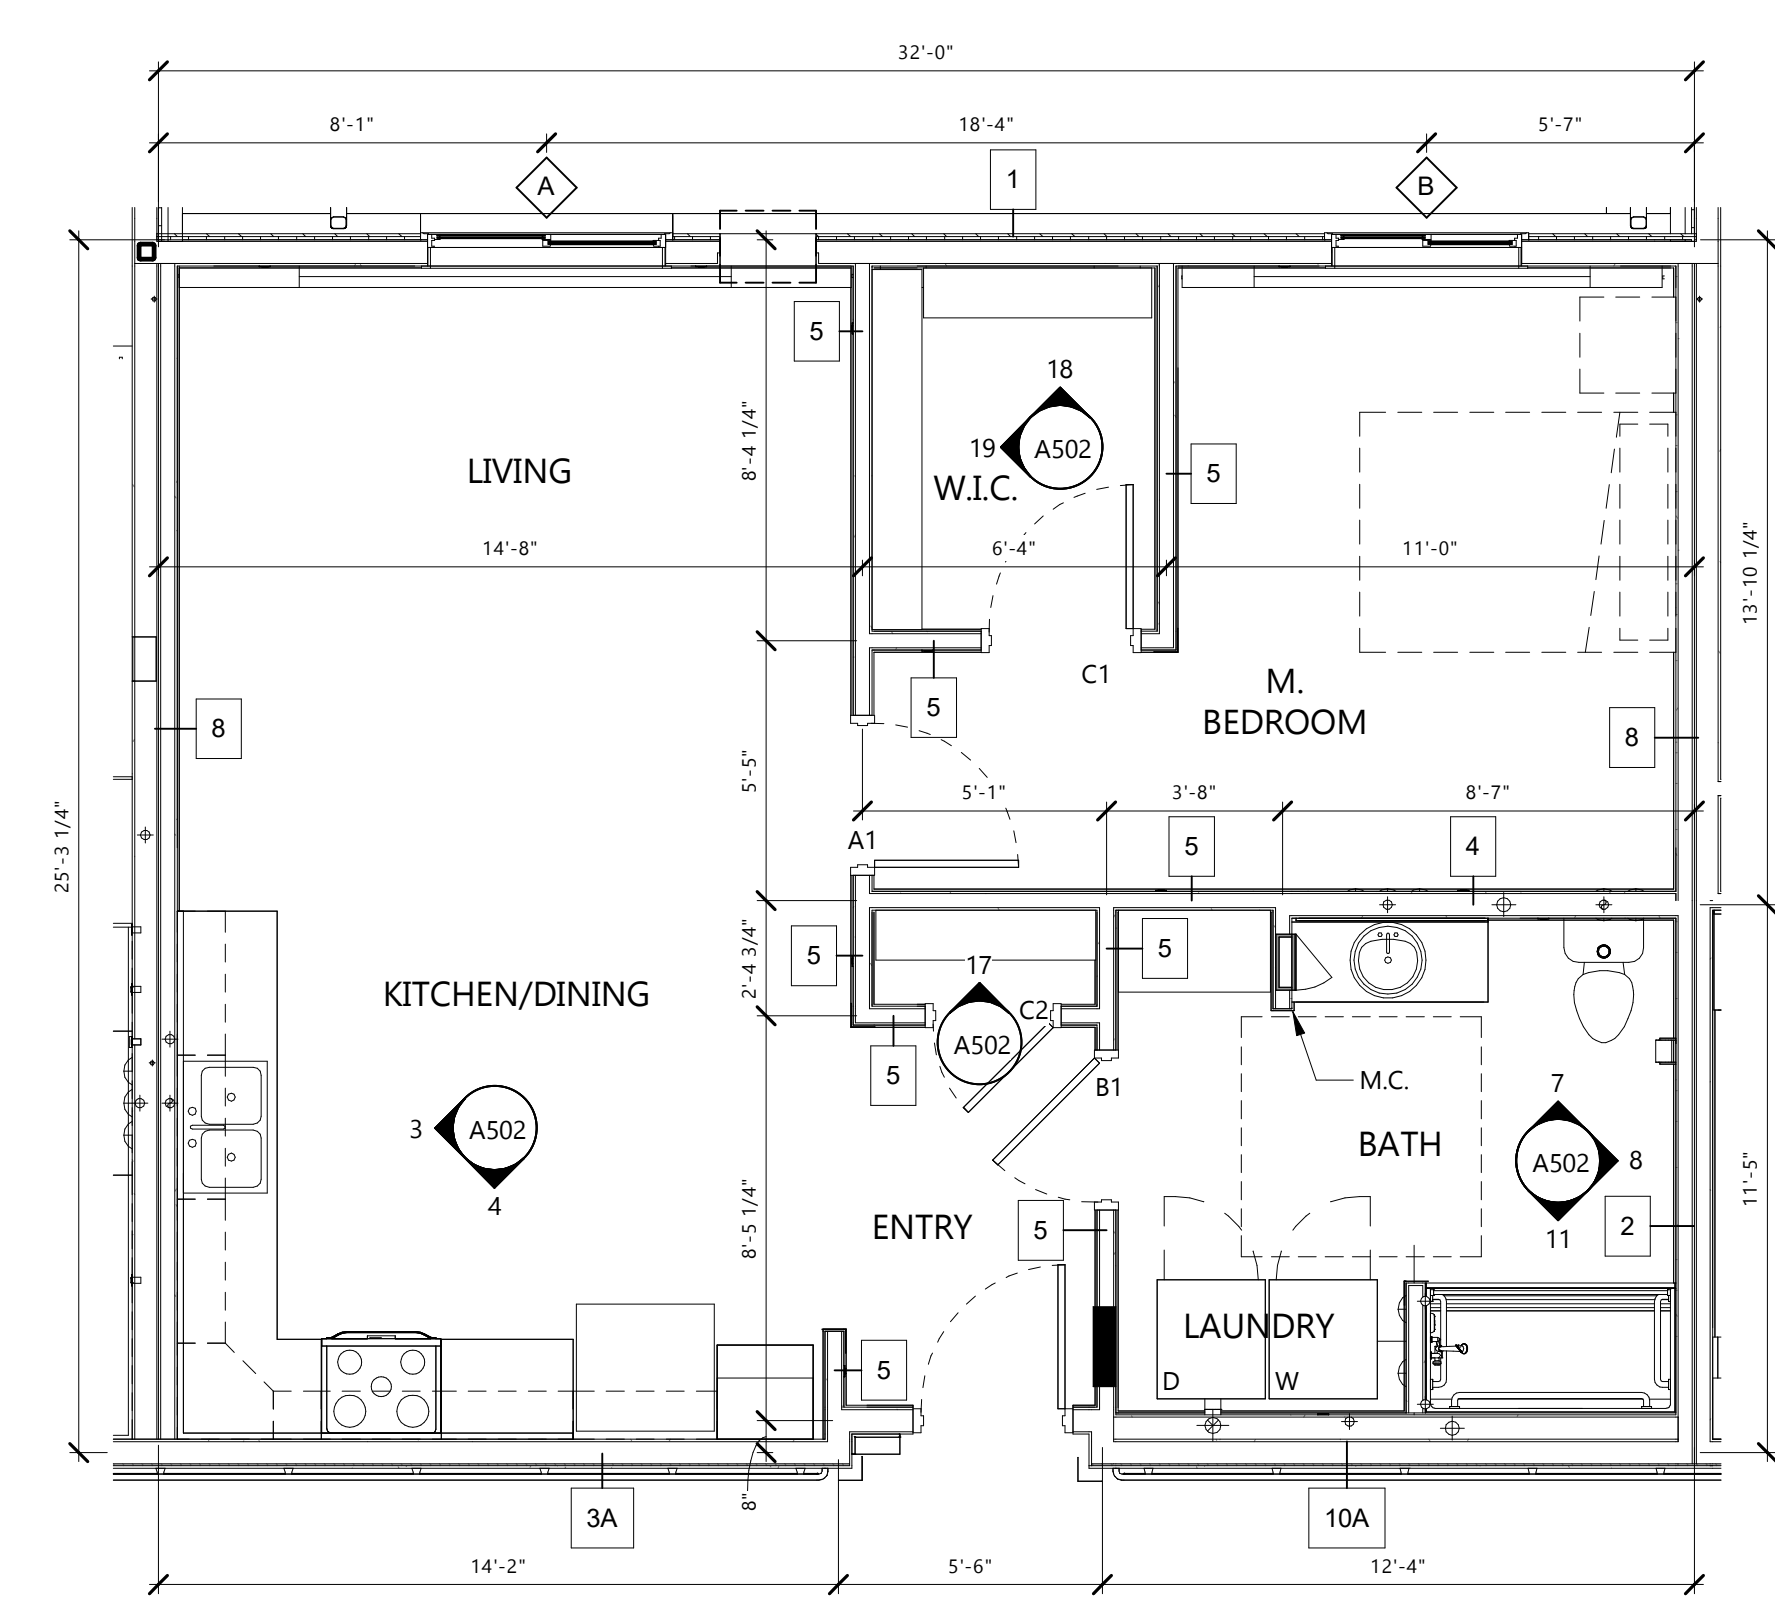 32'-0"
8'-1"
18'-4"
5'-7"
A
1
B
5
18
19
A502
W.I.C.
LIVING
8'-4 1/4"
5
14'-8"
6'-4"
11'-0"
13'-10 1/4"
C1
5
M.
BEDROOM
8
8
5'-5"
5'-1"
3'-8"
8'-7"
A1
5
4
25'-3 1/4"
2'-4 3/4"
5
5
17
KITCHEN/DINING
C2
A502
5
B1
M.C.
3
A502
4
BATH
7
A502
8
11
11'-5"
8'-5 1/4"
ENTRY
5
2
LAUNDRY
D
W
5
8"
3A
10A
14'-2"
5'-6"
12'-4"